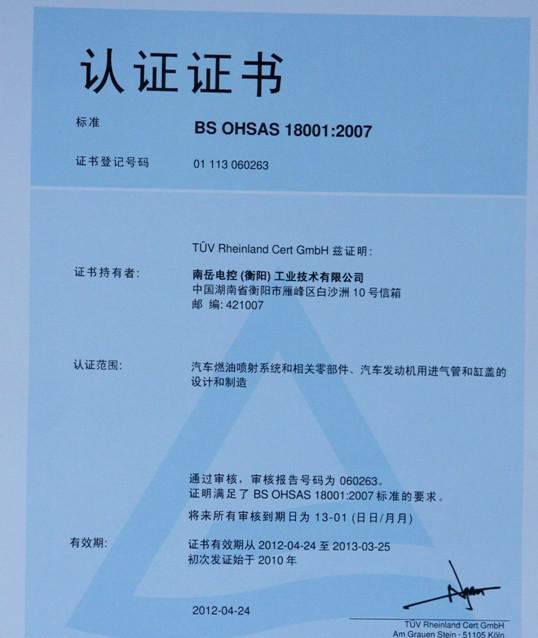 认证证书
标准 BS OHSAS 18001:2007
证书登记号码 01 113 060263
TÜV Rheinland Cert GmbH 兹证明:
证书持有者: 南岳电控 (衡阳) 工业技术有限公司
中国湖南省衡阳市雁峰区白沙洲 10 号信箱
邮 编: 421007
认证范围: 汽车燃油喷射系统和相关零部件、汽车发动机用进气管和缸盖的
设计和制造
通过审核，审核报告号码为 060263。
证明满足了 BS OHSAS 18001:2007 标准的要求。
将来所有审核到期日为 13-01 (日日/月月)
有效期: 证书有效期从 2012-04-24 至 2013-03-25
初次发证始于 2010 年
2012-04-24
TÜV Rheinland Cert GmbH
Am Grauen Stein · 51105 Köln